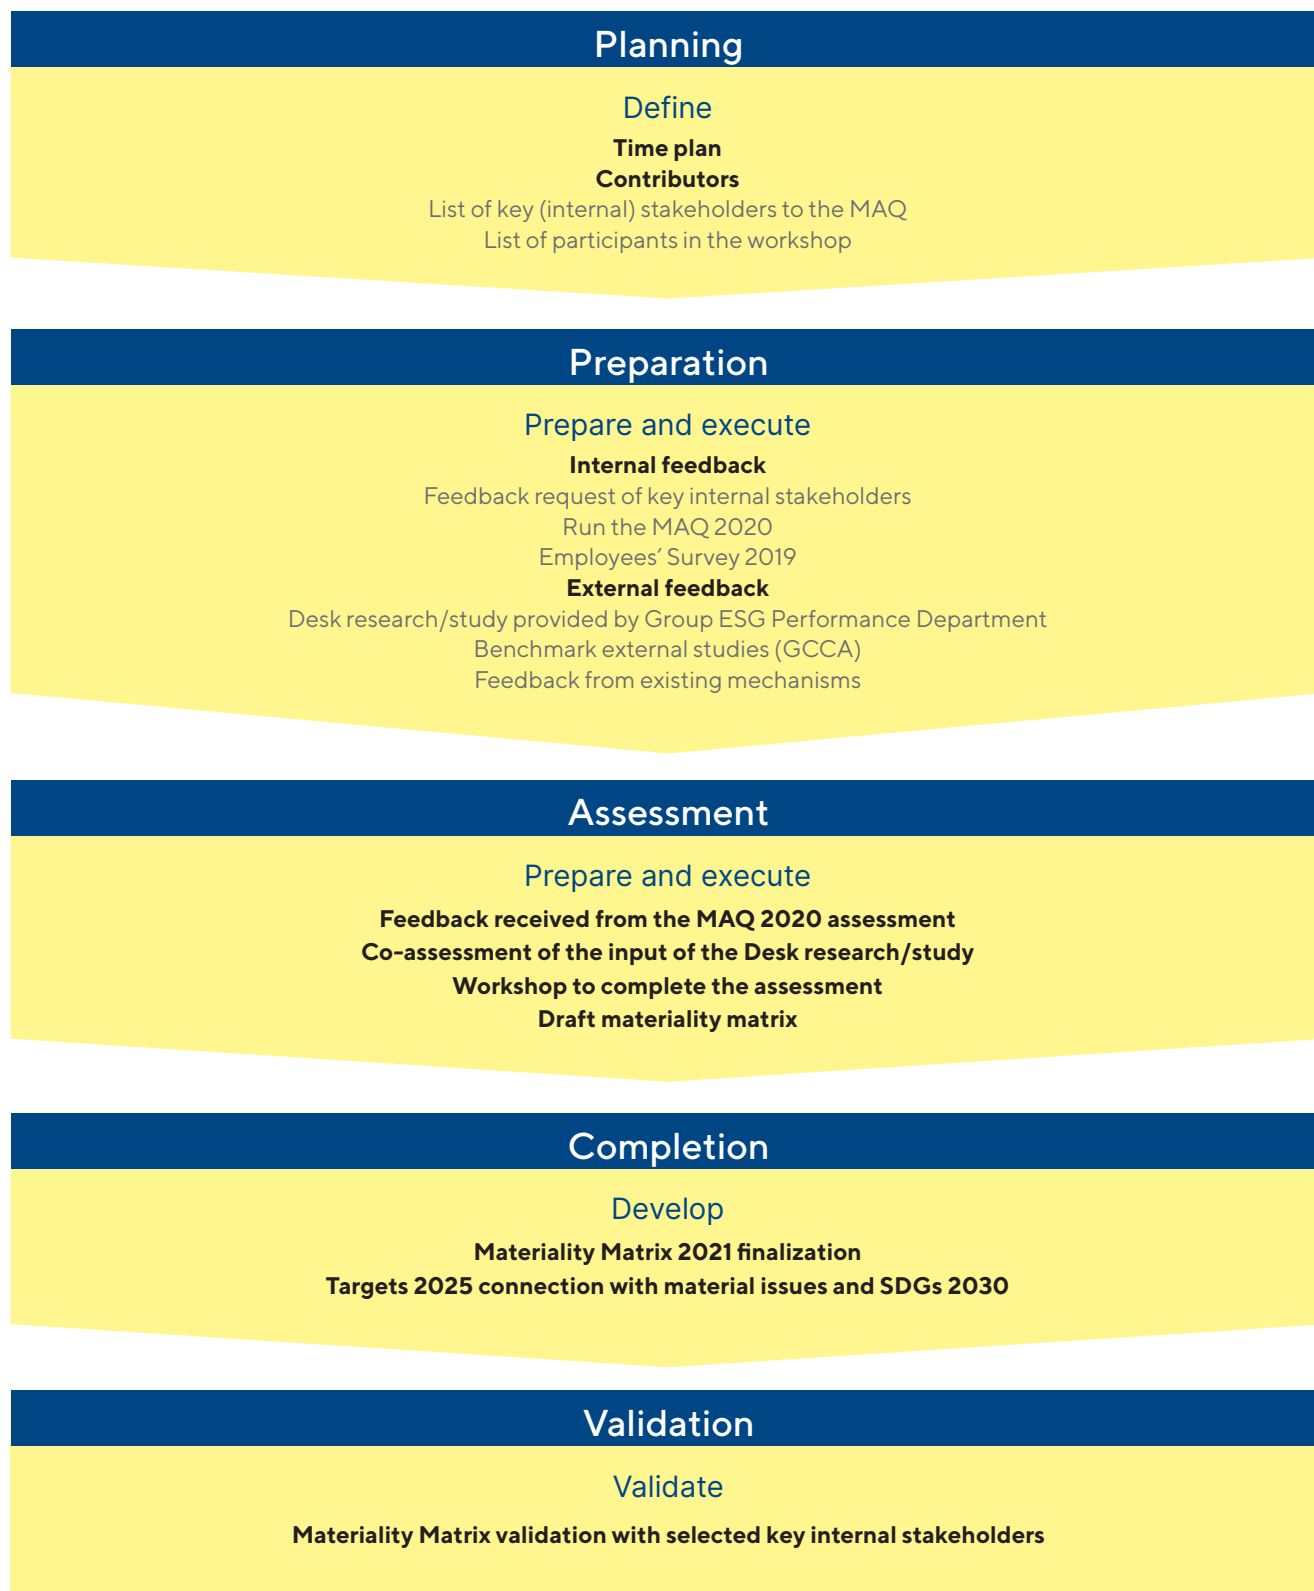 Planning
Define
Time plan
Contributors
List of key (internal) stakeholders to the MAQ
List of participants in the workshop
Preparation
Prepare and execute
Internal feedback
Feedback request of key internal stakeholders
Run the MAQ 2020
Employees’ Survey 2019
External feedback
Desk research/study provided by Group ESG Performance Department
Benchmark external studies (GCCA)
Feedback from existing mechanisms
Assessment
Prepare and execute
Feedback received from the MAQ 2020 assessment
Co-assessment of the input of the Desk research/study
Workshop to complete the assessment
Draft materiality matrix
Completion
Develop
Materiality Matrix 2021 finalization
Targets 2025 connection with material issues and SDGs 2030
Validation
Validate
Materiality Matrix validation with selected key internal stakeholders